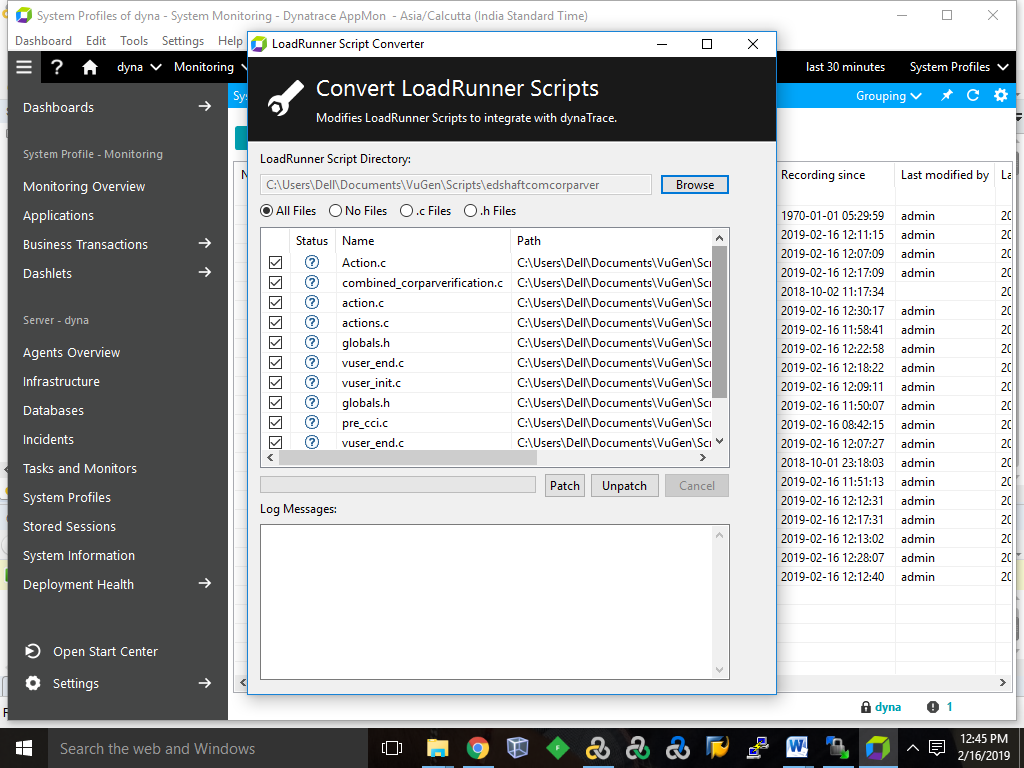 System Profiles of dyna - System Monitoring - Dynatrace AppMon - Asia/Calcutta (India Standard Time)
Dashboard Edit Tools Settings Help
dyna Monitoring last 30 minutes System Profiles
Grouping
Dashboards
System Profile - Monitoring
Monitoring Overview
Applications
Business Transactions
Dashlets
Server - dyna
Agents Overview
Infrastructure
Databases
Incidents
Tasks and Monitors
System Profiles
Stored Sessions
System Information
Deployment Health
Open Start Center
Settings
LoadRunner Script Converter
Convert LoadRunner Scripts
Modifies LoadRunner Scripts to integrate with dynaTrace.
LoadRunner Script Directory:
C:\Users\Dell\Documents\VuGen\Scripts\edshaftcomcorparver Browse
All Files No Files .c Files .h Files
Status Name Path
Action.c C:\Users\Dell\Documents\VuGen\Scr
combined_corparverification.c C:\Users\Dell\Documents\VuGen\Scr
action.c C:\Users\Dell\Documents\VuGen\Scr
actions.c C:\Users\Dell\Documents\VuGen\Scr
globals.h C:\Users\Dell\Documents\VuGen\Scr
vuser_end.c C:\Users\Dell\Documents\VuGen\Scr
vuser_init.c C:\Users\Dell\Documents\VuGen\Scr
globals.h C:\Users\Dell\Documents\VuGen\Scr
pre_cci.c C:\Users\Dell\Documents\VuGen\Scr
vuser_end.c C:\Users\Dell\Documents\VuGen\Scr
Patch Unpatch Cancel
Log Messages:
Recording since Last modified by
1970-01-01 05:29:59 admin
2019-02-16 12:11:15 admin
2019-02-16 12:07:09 admin
2019-02-16 12:17:09 admin
2018-10-02 11:17:34
2019-02-16 12:30:17 admin
2019-02-16 11:58:41 admin
2019-02-16 12:22:58 admin
2019-02-16 12:18:22 admin
2019-02-16 12:09:11 admin
2019-02-16 11:50:07 admin
2019-02-16 08:42:15 admin
2019-02-16 12:07:27 admin
2018-10-01 23:18:03 admin
2019-02-16 11:51:13 admin
2019-02-16 12:12:31 admin
2019-02-16 12:17:31 admin
2019-02-16 12:13:02 admin
2019-02-16 12:28:07 admin
2019-02-16 12:12:40 admin
dyna 1
Search the web and Windows
12:45 PM
2/16/2019